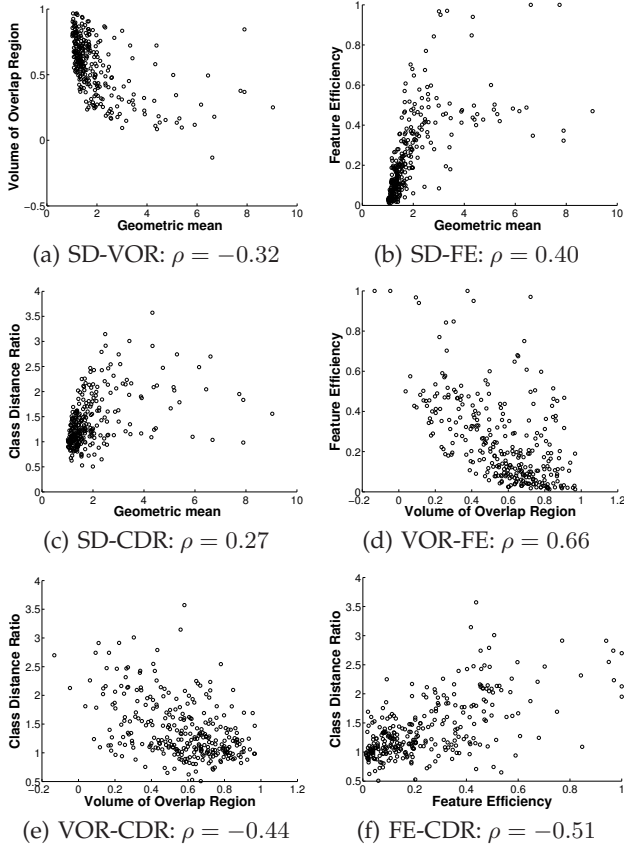 1
0.5
0
−0.5
0 2 4 6 8 10
Volume of Overlap Region
Geometric mean
(a) SD-VOR: ρ = −0.32
1
0.8
0.6
0.4
0.2
0
0 2 4 6 8 10
Feature Efficiency
Geometric mean
(b) SD-FE: ρ = 0.40
4
3.5
3
2.5
2
1.5
1
0.5
0
0 2 4 6 8 10
Class Distance Ratio
Geometric mean
(c) SD-CDR: ρ = 0.27
1
0.8
0.6
0.4
0.2
0
−0.2 0 0.2 0.4 0.6 0.8 1 1.2
Feature Efficiency
Volume of Overlap Region
(d) VOR-FE: ρ = 0.66
4
3.5
3
2.5
2
1.5
1
0.5
−0.2 0 0.2 0.4 0.6 0.8 1 1.2
Class Distance Ratio
Volume of Overlap Region
(e) VOR-CDR: ρ = −0.44
4
3.5
3
2.5
2
1.5
1
0.5
0 0.2 0.4 0.6 0.8 1
Class Distance Ratio
Feature Efficiency
(f) FE-CDR: ρ = −0.51